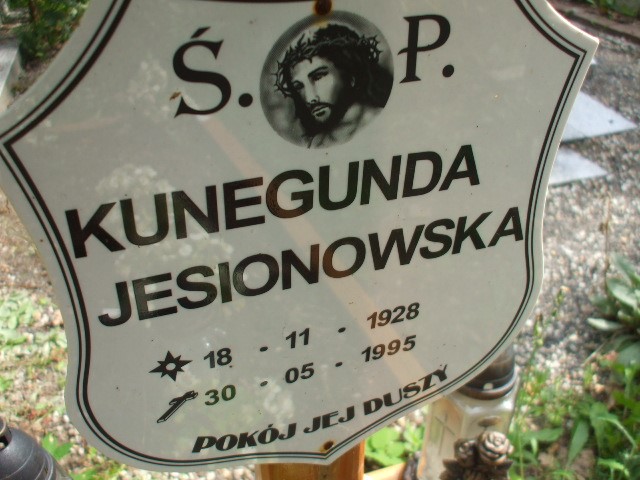 Ś. P.
KUNEGUNDA
JESIONOWSKA
18 · 11 · 1928
30 · 05 · 1995
POKÓJ JEJ DUSZY